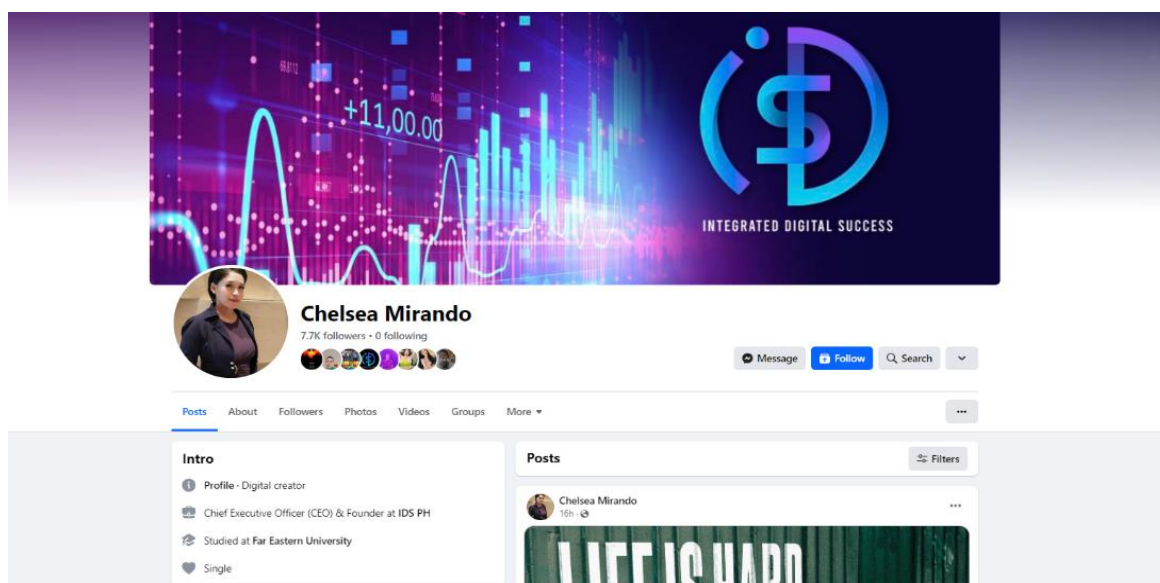 +11,00.00
iDS
INTEGRATED DIGITAL SUCCESS
Chelsea Mirando
7.7K followers • 0 following
Message
Follow
Search
Posts About Followers Photos Videos Groups More
Intro
Profile · Digital creator
Chief Executive Officer (CEO) & Founder at IDS PH
Studied at Far Eastern University
Single
Posts
Filters
Chelsea Mirando
16h
LIFE IS HARD